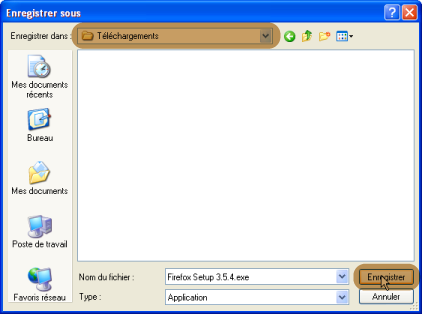 Enregistrer sous
Enregistrer dans :
Téléchargements
Mes documents
récents
Bureau
Mes documents
Poste de travail
Favoris réseau
Nom du fichier :
Firefox Setup 3.5.4.exe
Enregistrer
Type :
Application
Annuler